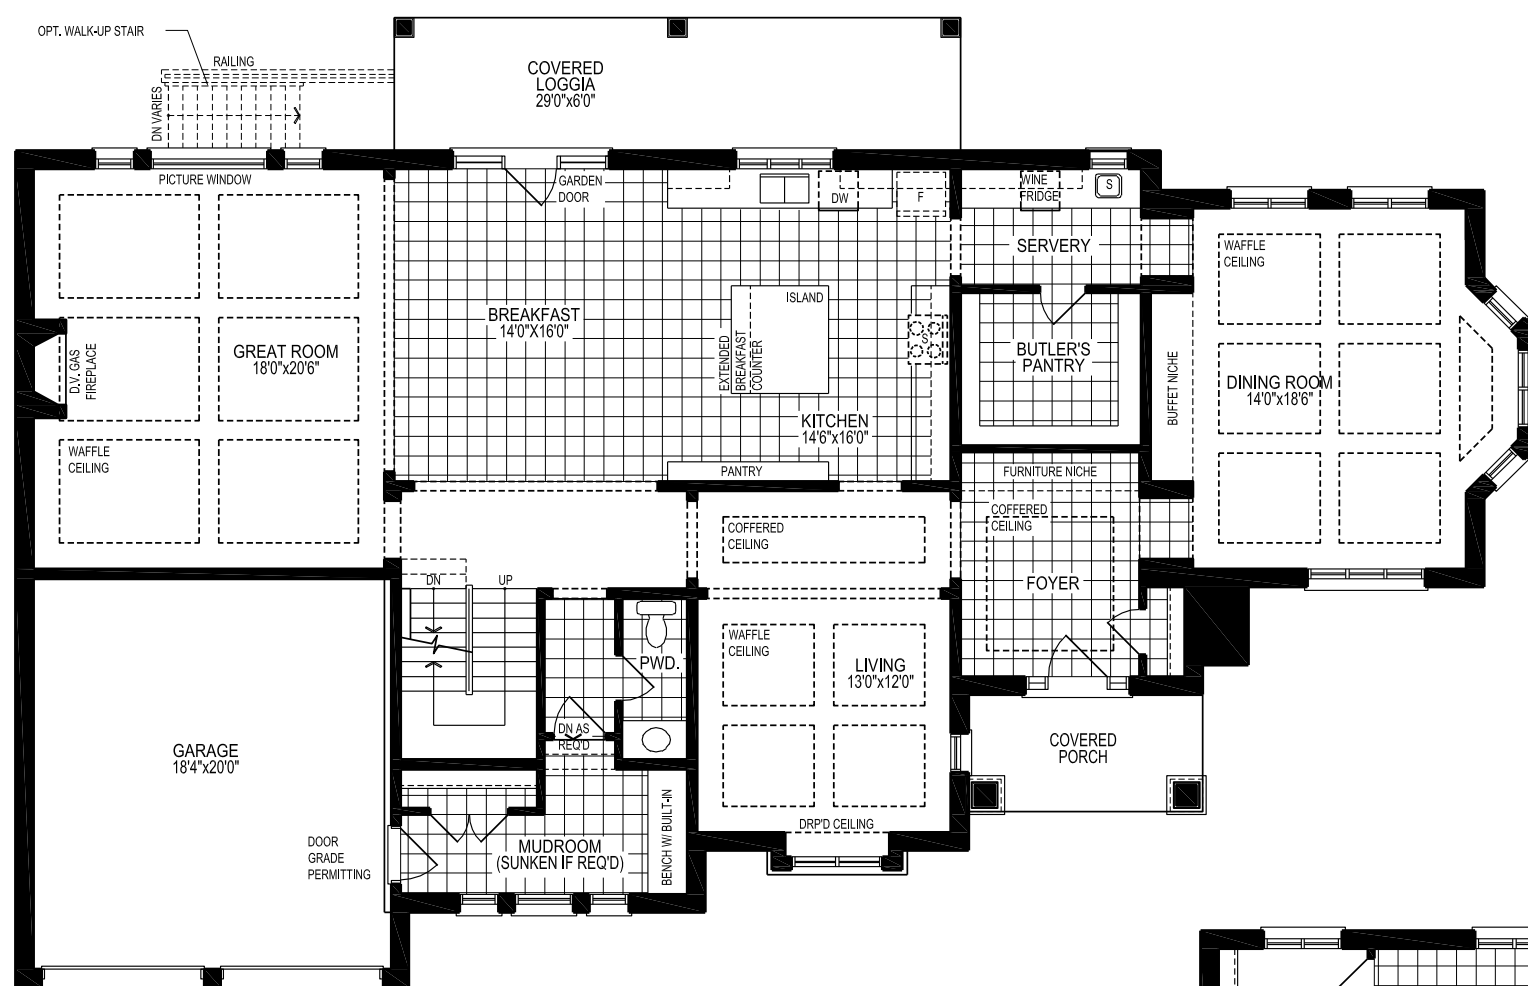 OPT. WALK-UP STAIR
RAILING
DN VARIES
COVERED
LOGGIA
29'0"x6'0"
PICTURE WINDOW
GARDEN
DOOR
DW
F
WINE
FRIDGE
S
SERVERY
WAFFLE
CEILING
BREAKFAST
14'0"X16'0"
ISLAND
EXTENDED
BREAKFAST
COUNTER
S
GREAT ROOM
18'0"x20'6"
D.V. GAS
FIREPLACE
BUTLER'S
PANTRY
BUFFET NICHE
DINING ROOM
14'0"x18'6"
KITCHEN
14'6"x16'0"
WAFFLE
CEILING
PANTRY
FURNITURE NICHE
COFFERED
CEILING
COFFERED
CEILING
DN
UP
FOYER
WAFFLE
CEILING
PWD.
LIVING
13'0"x12'0"
DN AS
REQ'D
GARAGE
18'4"x20'0"
COVERED
PORCH
BENCH W/ BUILT-IN
DRP'D CEILING
DOOR
GRADE
PERMITTING
MUDROOM
(SUNKEN IF REQ'D)